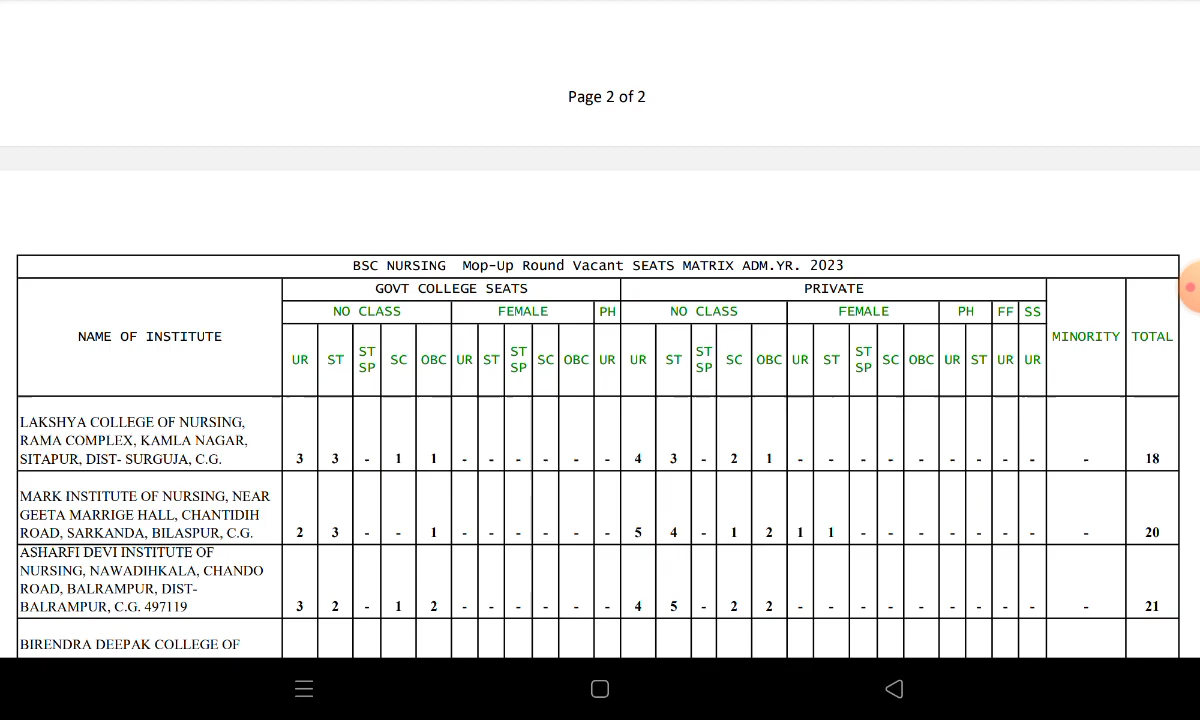 Page 2 of 2
BSC NURSING Mop-Up Round Vacant SEATS MATRIX ADM.YR. 2023
NAME OF INSTITUTE GOVT COLLEGE SEATS PRIVATE MINORITY TOTAL
NO CLASS FEMALE PH NO CLASS FEMALE PH FF SS
UR ST ST SP SC OBC UR ST ST SP SC OBC UR UR ST ST SP SC OBC UR ST ST SP SC OBC UR ST UR UR
LAKSHYA COLLEGE OF NURSING,
RAMA COMPLEX, KAMLA NAGAR,
SITAPUR, DIST- SURGUJA, C.G. 3 3 - 1 1 - - - - - - 4 3 - 2 1 - - - - - - - - - - 18
MARK INSTITUTE OF NURSING, NEAR
GEETA MARRIGE HALL, CHANTIDIH
ROAD, SARKANDA, BILASPUR, C.G. 2 3 - - 1 - - - - - - 5 4 - 1 2 1 1 - - - - - - - - 20
ASHARFI DEVI INSTITUTE OF
NURSING, NAWADIHKALA, CHANDO
ROAD, BALRAMPUR, DIST-
BALRAMPUR, C.G. 497119 3 2 - 1 2 - - - - - - 4 5 - 2 2 - - - - - - - - - - 21
BIRENDRA DEEPAK COLLEGE OF